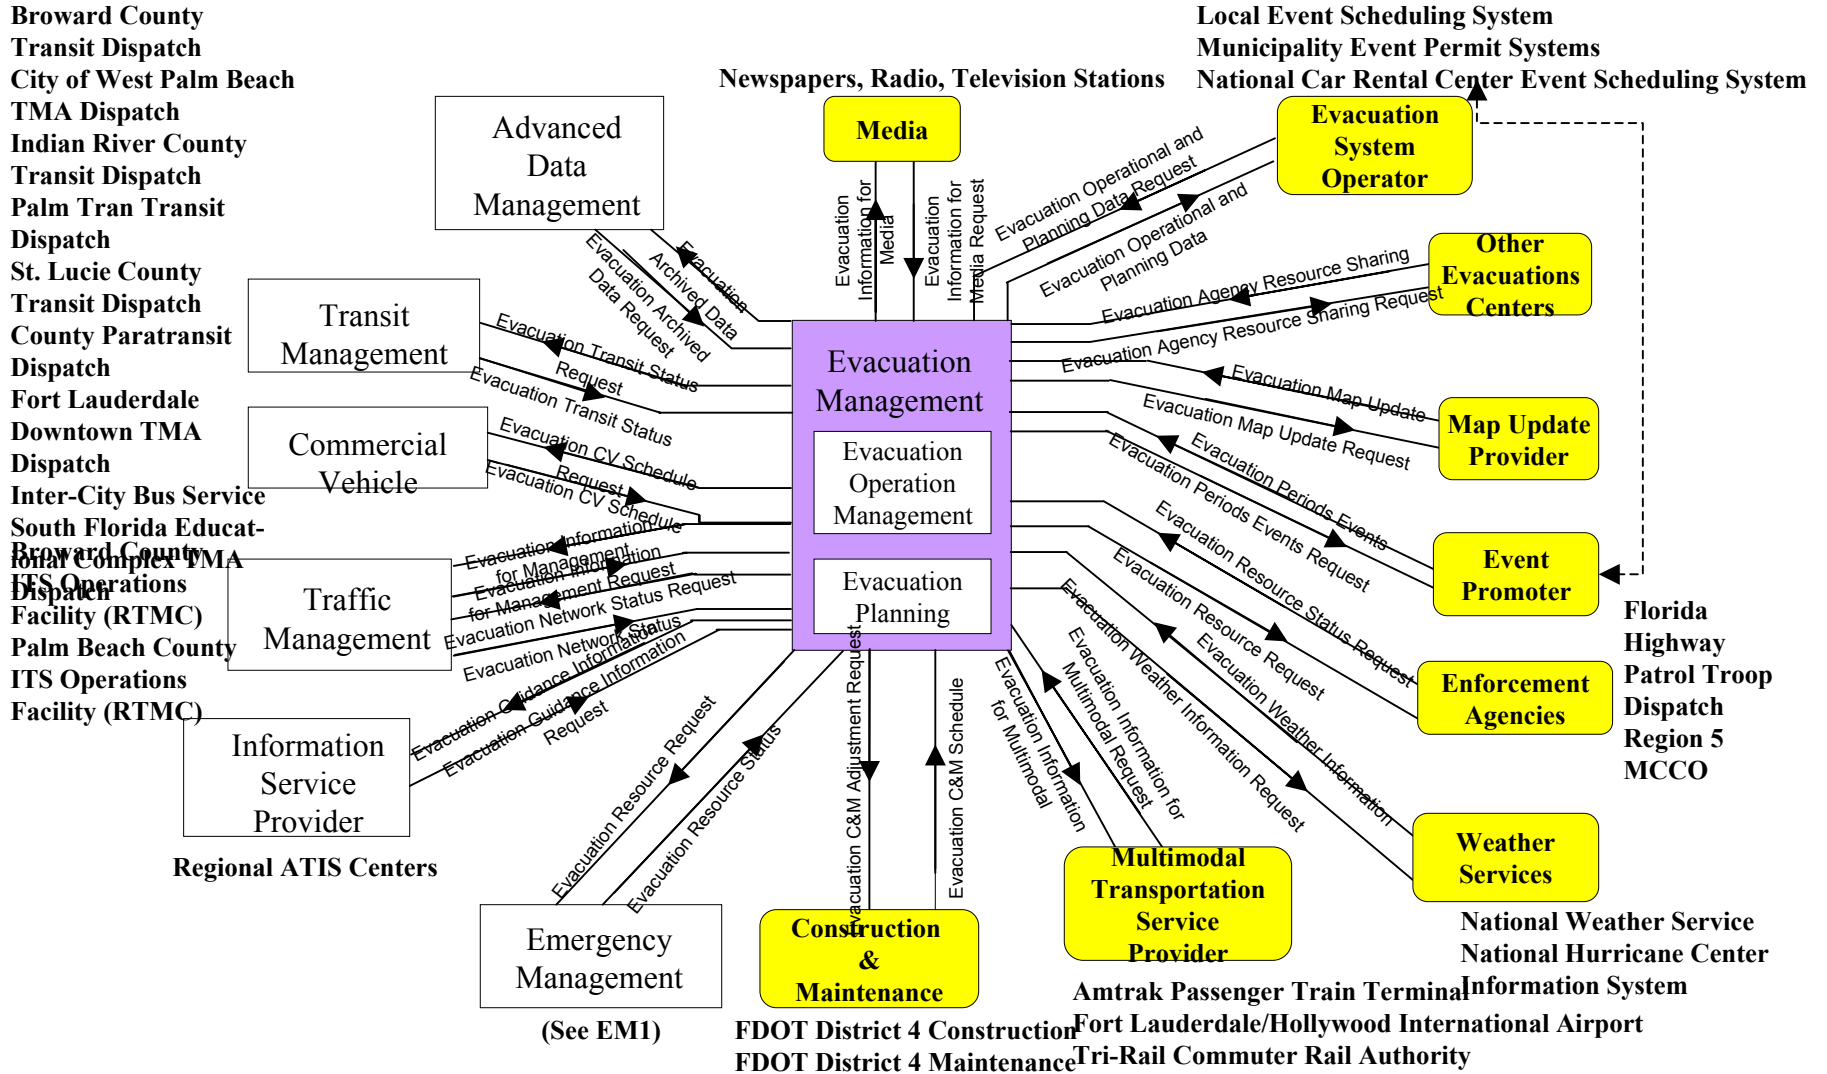 Broward County
Transit Dispatch
City of West Palm Beach
TMA Dispatch
Indian River County
Transit Dispatch
Palm Tran Transit
Dispatch
St. Lucie County
Transit Dispatch
County Paratransit
Dispatch
Fort Lauderdale
Downtown TMA
Dispatch
Inter-City Bus Service
South Florida Educat-
ional Complex TMA
Dispatch
Broward County
ITS Operations
Facility (RTMC)
Palm Beach County
ITS Operations
Facility (RTMC)
Newspapers, Radio, Television Stations
Local Event Scheduling System
Municipality Event Permit Systems
National Car Rental Center Event Scheduling System
Advanced
Data
Management
Media
Evacuation
System
Operator
Transit
Management
Other
Evacuations
Centers
Commercial
Vehicle
Map Update
Provider
Traffic
Management
Event
Promoter
Information
Service
Provider
Regional ATIS Centers
Enforcement
Agencies
Florida
Highway
Patrol Troop
Dispatch
Region 5
MCCO
Emergency
Management
(See EM1)
Construction
&
Maintenance
FDOT District 4 Construction
FDOT District 4 Maintenance
Multimodal
Transportation
Service
Provider
Amtrak Passenger Train Terminal
Fort Lauderdale/Hollywood International Airport
Tri-Rail Commuter Rail Authority
Weather
Services
National Weather Service
National Hurricane Center
Information System
Evacuation
Management
Evacuation
Operation
Management
Evacuation
Planning
Evacuation
Archived Data
Evacuation Archived
Data Request
Evacuation
Information for
Media
Evacuation
Information for
Media Request
Evacuation Operational and
Planning Data Request
Evacuation Operational and
Planning Data
Evacuation Agency Resource Sharing
Evacuation Agency Resource Sharing Request
Evacuation Map Update
Evacuation Map Update Request
Evacuation Periods Events
Evacuation Periods Events Request
Evacuation Resource Status Request
Evacuation Resource Request
Evacuation Weather Information
Evacuation Weather Information Request
Evacuation Information for
Multimodal Request
Evacuation Information
for Multimodal
Evacuation C&M Schedule
Evacuation C&M Adjustment Request
Evacuation Resource Status
Evacuation Resource Request
Evacuation Transit Status
Request
Evacuation Transit Status
Evacuation CV Schedule
Request
Evacuation CV Schedule
Evacuation Information
for Management
Evacuation Information
for Management Request
Evacuation Network Status Request
Evacuation Network Status
Evacuation Guidance Information
Evacuation Guidance Information
Request